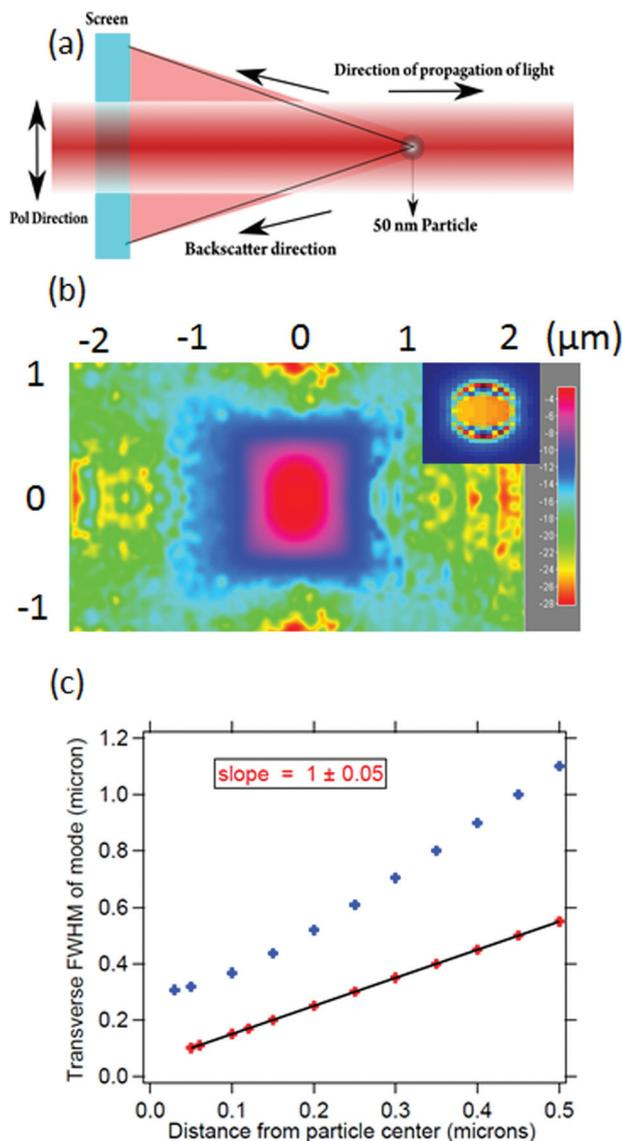 Screen
(a)
Direction of propagation of light
Pol Direction
50 nm Particle
Backscatter direction
(b)
-2 -1 0 1 2 (μm)
1
0
-1
-4
-6
-8
-10
-12
-14
-16
-18
-20
-22
-24
-26
-28
(c)
Transverse FWHM of mode (micron)
1.2
1.0
0.8
0.6
0.4
0.2
0.0
slope = 1 ± 0.05
0.0 0.1 0.2 0.3 0.4 0.5
Distance from particle center (microns)